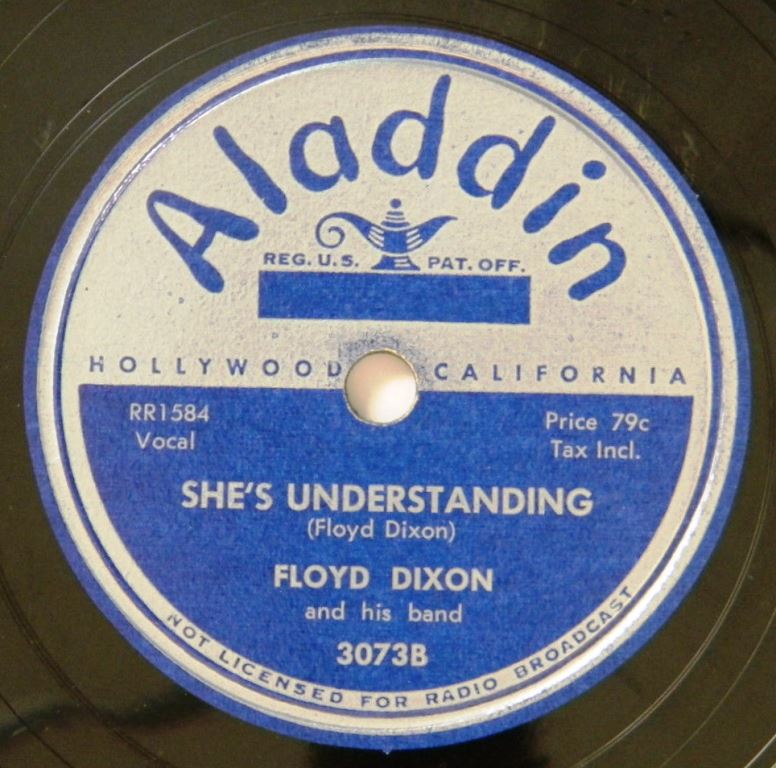 Aladdin
REG. U.S. PAT. OFF.
HOLLYWOOD CALIFORNIA
RR1584
Vocal
Price 79c
Tax Incl.
SHE'S UNDERSTANDING
(Floyd Dixon)
FLOYD DIXON
and his band
3073B
NOT LICENSED FOR RADIO BROADCAST